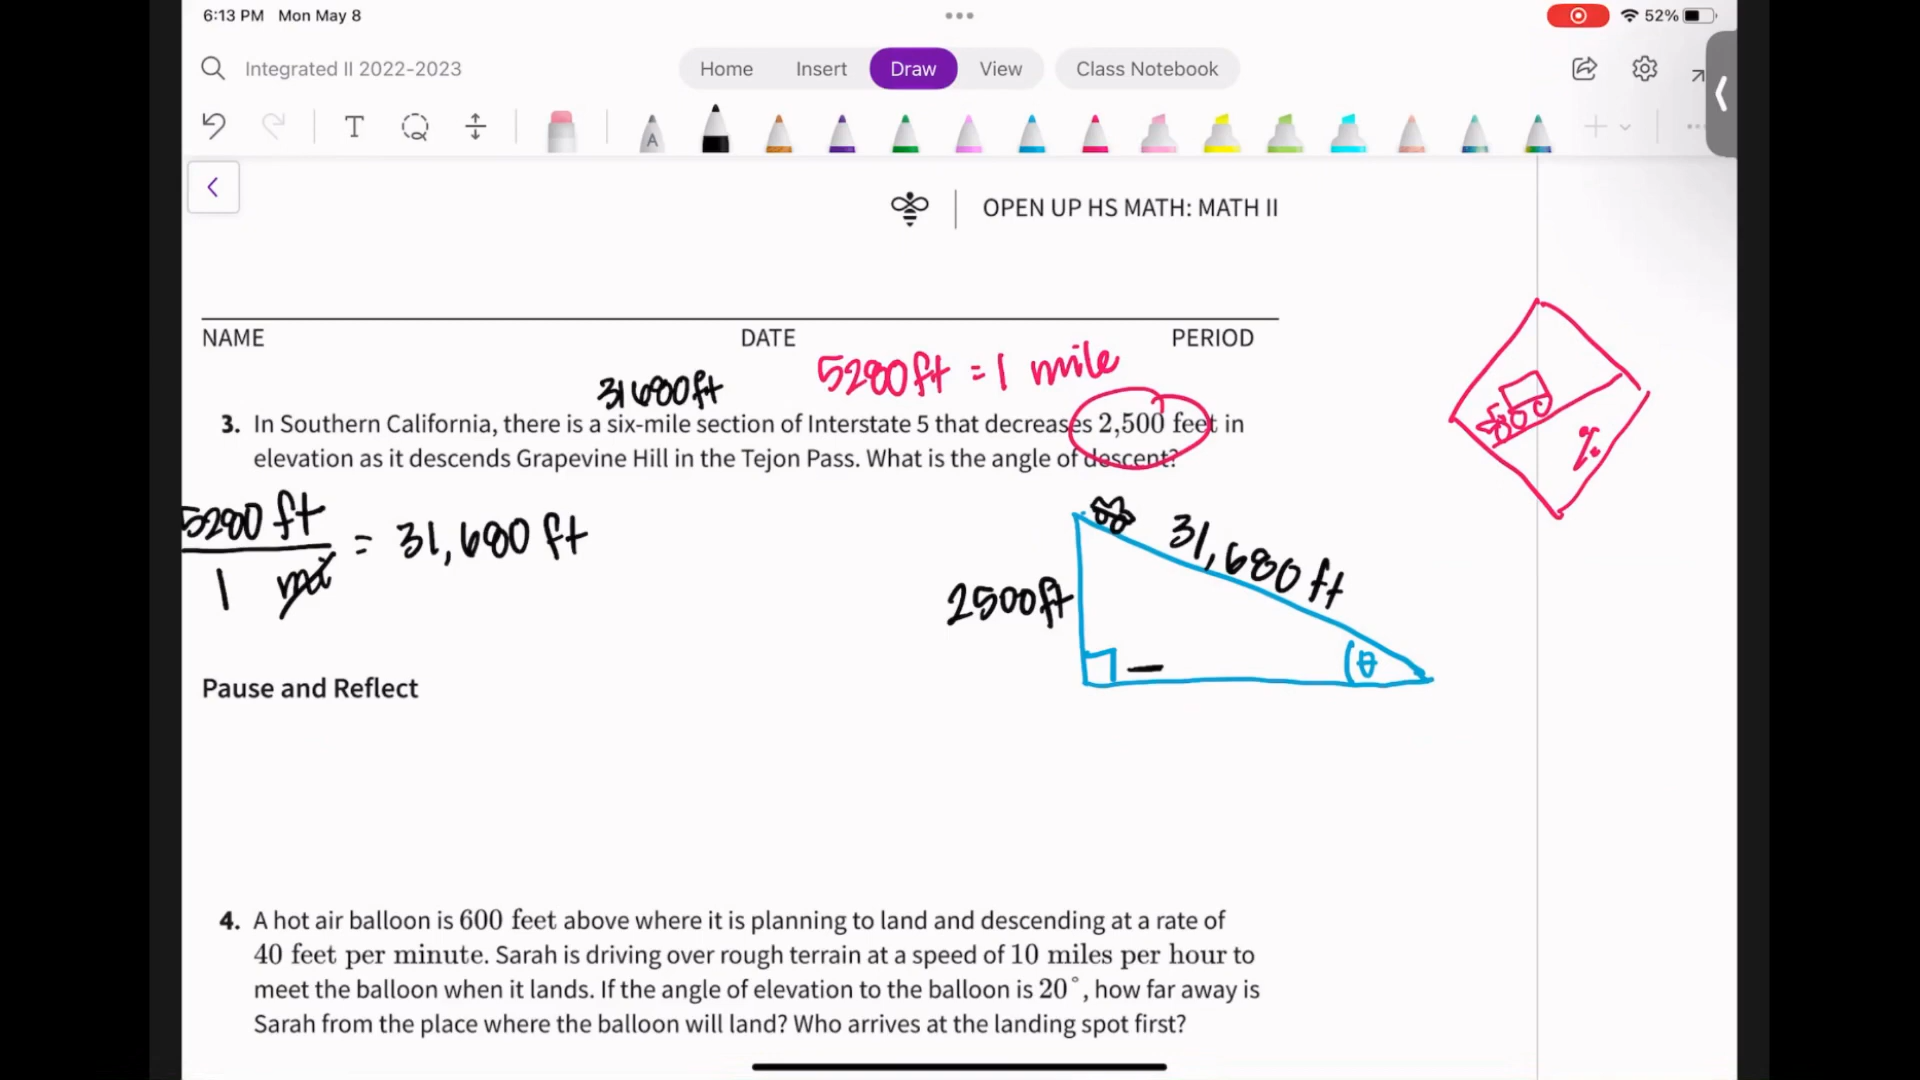 6:13 PM Mon May 8
52%
Integrated II 2022-2023
Home Insert Draw View Class Notebook
T A
OPEN UP HS MATH: MATH II
NAME DATE PERIOD
31680ft 5280ft = 1 mile
3. In Southern California, there is a six-mile section of Interstate 5 that decreases 2,500 feet in
elevation as it descends Grapevine Hill in the Tejon Pass. What is the angle of descent?
%
5280 ft
1 mi
= 31,680 ft
31,680 ft
2500ft
θ
Pause and Reflect
4. A hot air balloon is 600 feet above where it is planning to land and descending at a rate of
40 feet per minute. Sarah is driving over rough terrain at a speed of 10 miles per hour to
meet the balloon when it lands. If the angle of elevation to the balloon is 20°, how far away is
Sarah from the place where the balloon will land? Who arrives at the landing spot first?